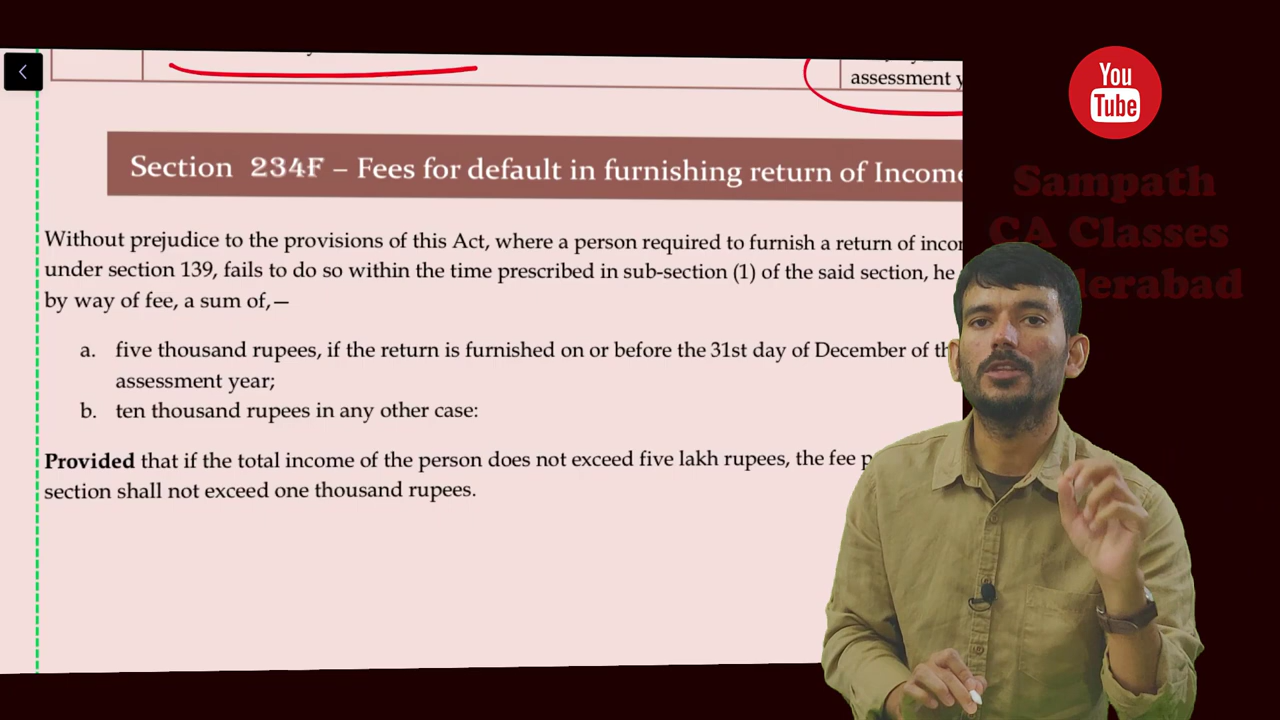 assessment y
You
Tube
Section 234F – Fees for default in furnishing return of Income
Sampath
CA Classes
Without prejudice to the provisions of this Act, where a person required to furnish a return of incom
under section 139, fails to do so within the time prescribed in sub-section (1) of the said section, he
by way of fee, a sum of,—
a. five thousand rupees, if the return is furnished on or before the 31st day of December of th
assessment year;
b. ten thousand rupees in any other case:
Provided that if the total income of the person does not exceed five lakh rupees, the fee p
section shall not exceed one thousand rupees.